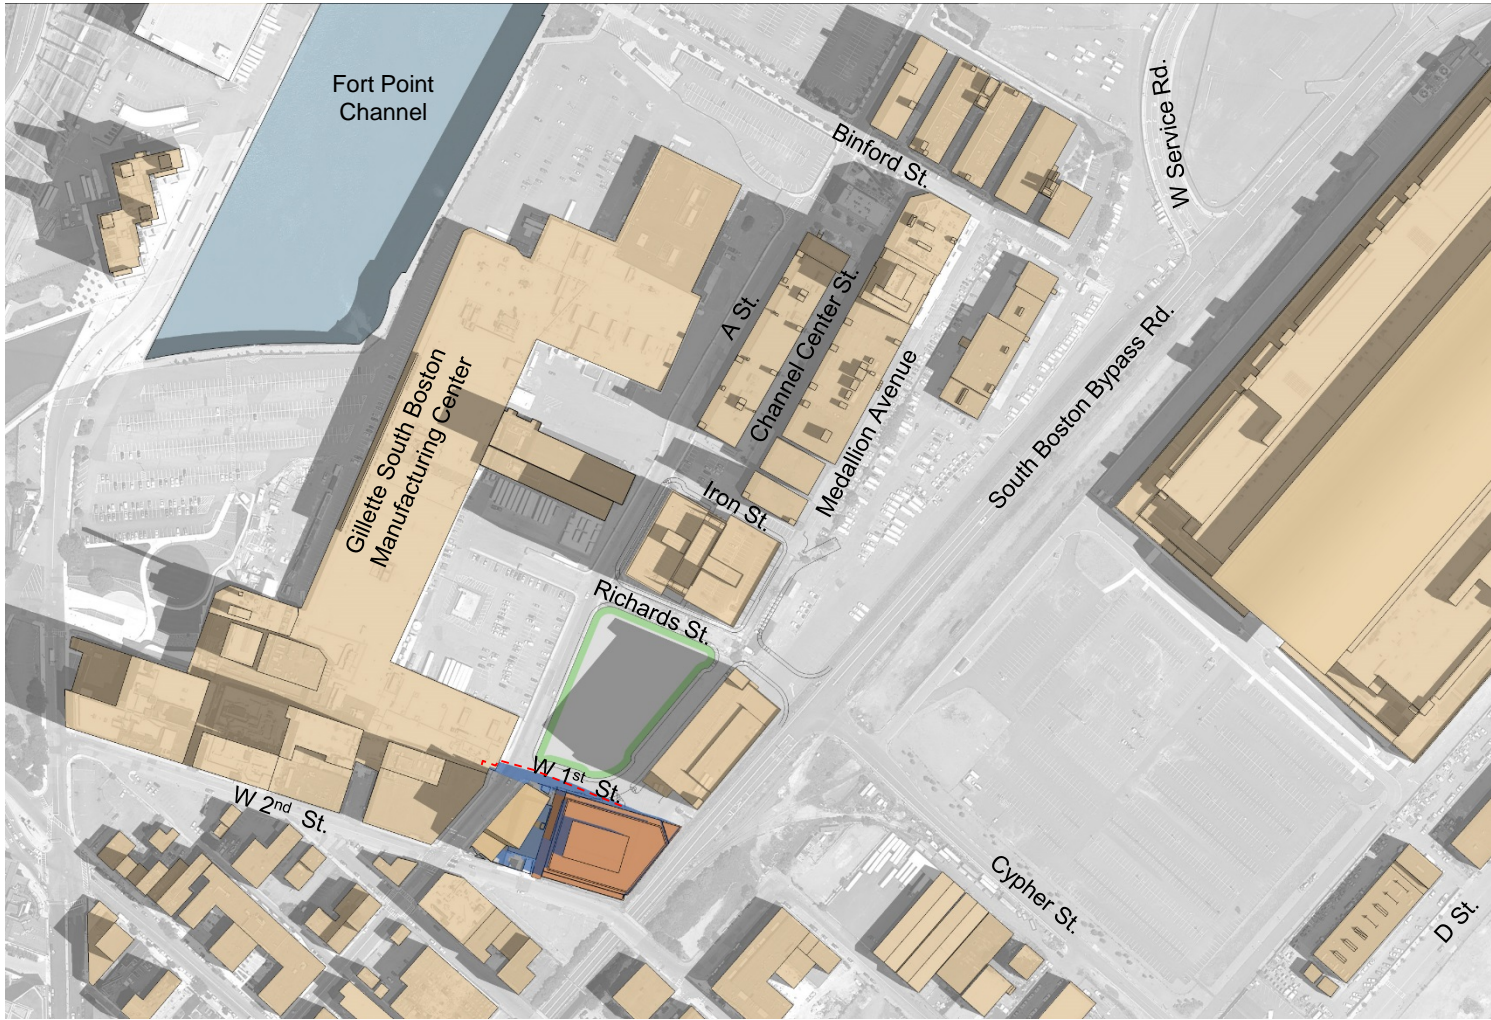 Fort Point
Channel
W Service Rd.
Binford St.
A St.
Channel Center St.
South Boston Bypass Rd.
Gillette South Boston
Manufacturing Center
Medallion Avenue
Iron St.
Richards St.
W 1st St.
W 2nd St.
Cypher St.
D St.